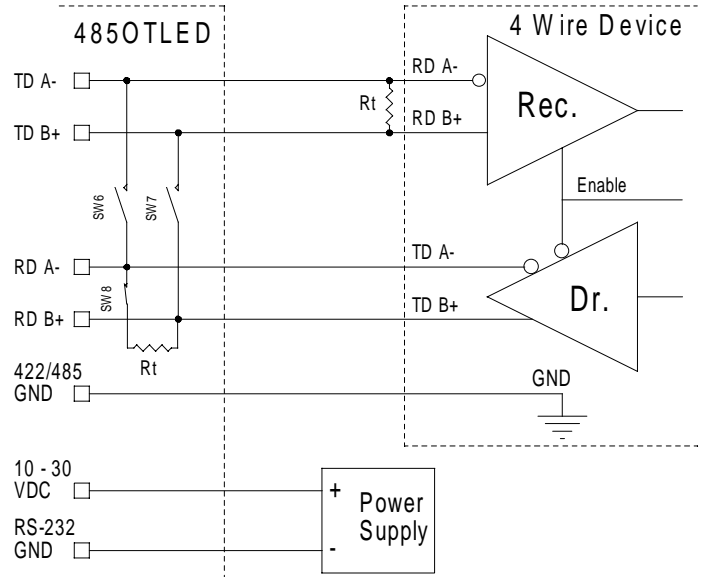 485OTLED
4 Wire Device
TD A-
RD A-
Rt
Rec.
TD B+
RD B+
Enable
SW6
SW7
RD A-
TD A-
SW8
Dr.
RD B+
TD B+
Rt
422/485
GND
GND
10 - 30
VDC
+
Power
Supply
RS-232
GND
-